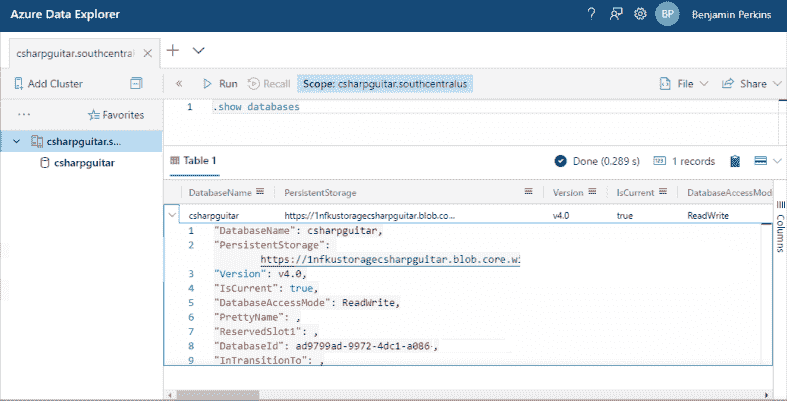 Azure Data Explorer
? BP Benjamin Perkins
csharpguitar.southcentral
Add Cluster « Run Recall Scope: csharpguitar.southcentralus File Share
... Favorites
1 .show databases
csharpguitar.s...
csharpguitar
Table 1 Done (0.289 s) 1 records
DatabaseName PersistentStorage Version IsCurrent DatabaseAccessMod
csharpguitar https://1nfkustoragecsharpguitar.blob.co... v4.0 true ReadWrite
1 "DatabaseName": csharpguitar,
2 "PersistentStorage":
https://1nfkustoragecsharpguitar.blob.core.wi
3 "Version": v4.0,
4 "IsCurrent": true,
5 "DatabaseAccessMode": ReadWrite,
6 "PrettyName": ,
7 "ReservedSlot1": ,
8 "DatabaseId": ad9799ad-9972-4dc1-a086-,
9 "InTransitionTo": ,
Columns